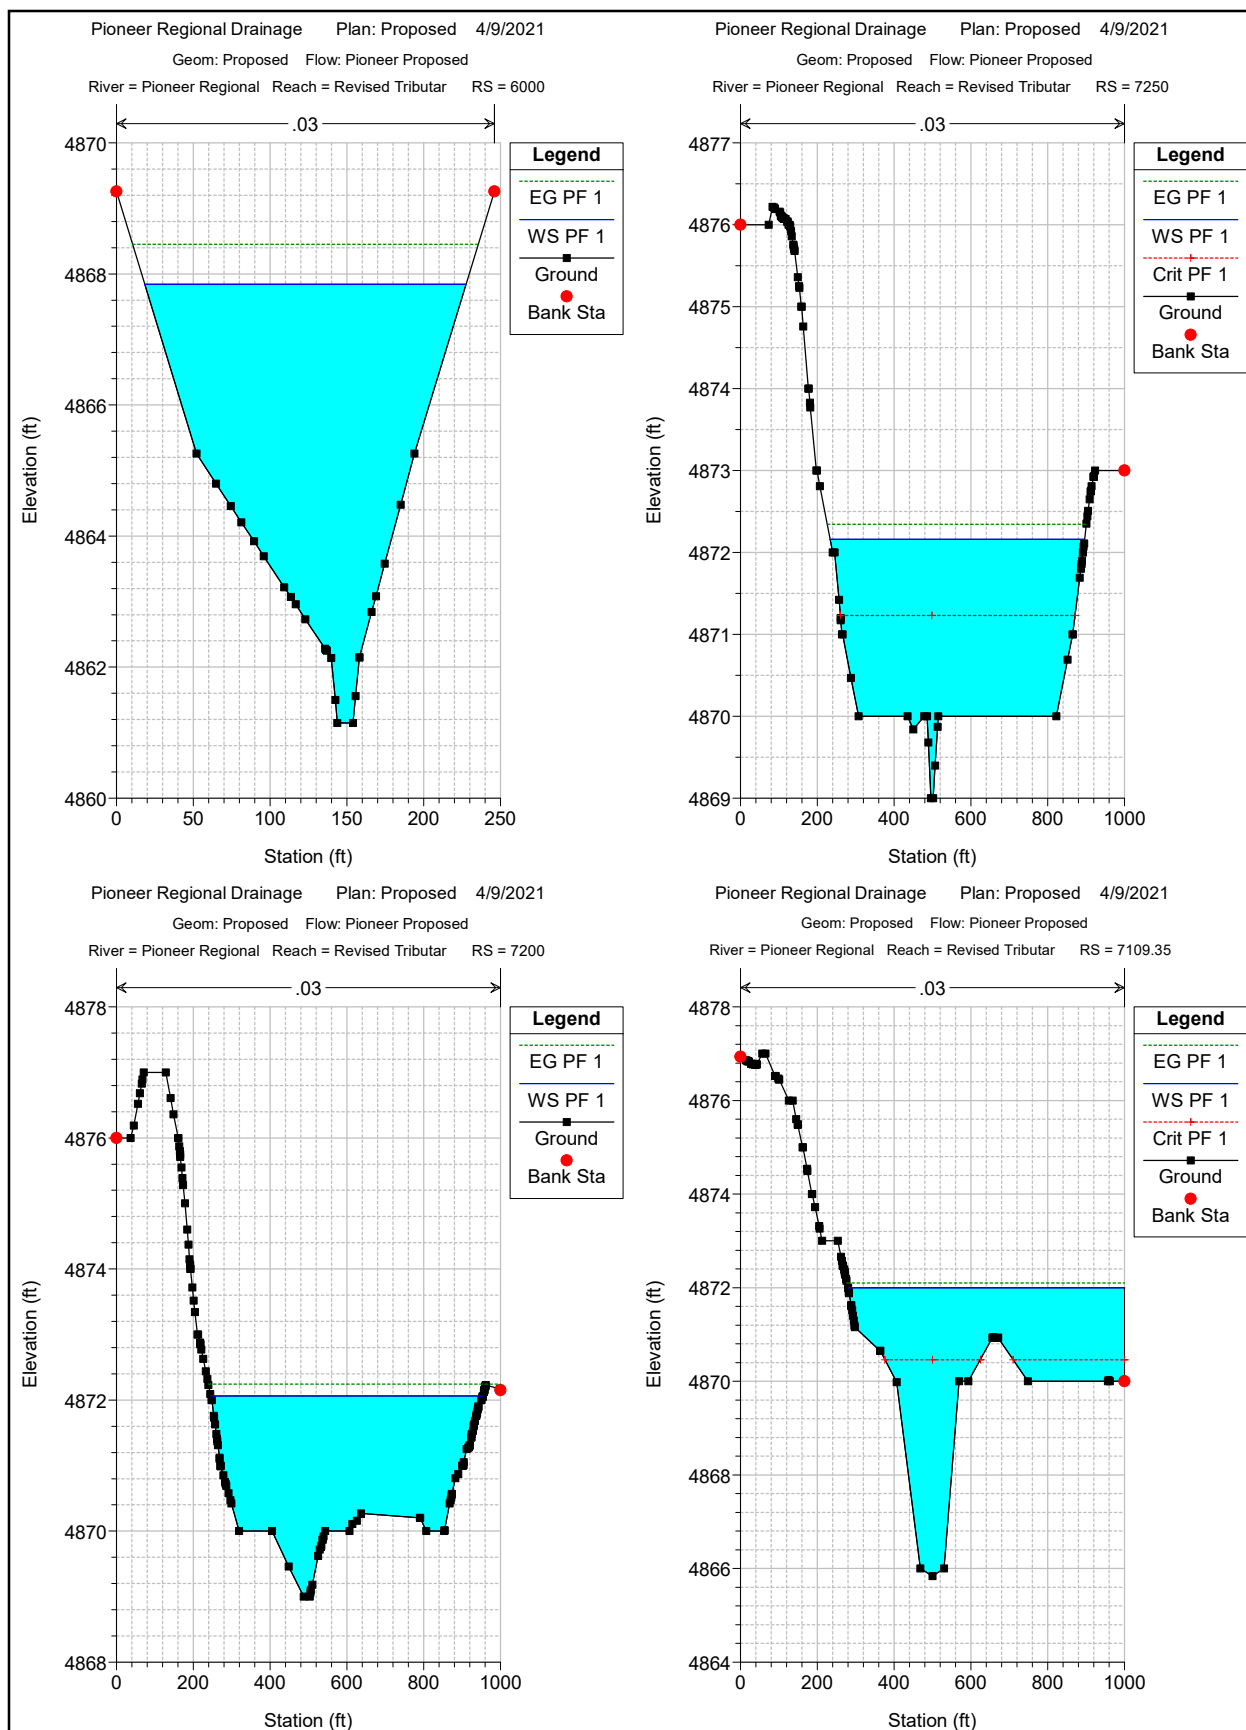 Pioneer Regional Drainage Plan: Proposed 4/9/2021
Geom: Proposed Flow: Pioneer Proposed
River = Pioneer Regional Reach = Revised Tributar RS = 6000
.03
Legend
EG PF 1
WS PF 1
Ground
Bank Sta
4870
4868
4866
4864
4862
4860
Elevation (ft)
0 50 100 150 200 250
Station (ft)
Pioneer Regional Drainage Plan: Proposed 4/9/2021
Geom: Proposed Flow: Pioneer Proposed
River = Pioneer Regional Reach = Revised Tributar RS = 7250
.03
Legend
EG PF 1
WS PF 1
Crit PF 1
Ground
Bank Sta
4877
4876
4875
4874
4873
4872
4871
4870
4869
Elevation (ft)
0 200 400 600 800 1000
Station (ft)
Pioneer Regional Drainage Plan: Proposed 4/9/2021
Geom: Proposed Flow: Pioneer Proposed
River = Pioneer Regional Reach = Revised Tributar RS = 7200
.03
Legend
EG PF 1
WS PF 1
Ground
Bank Sta
4878
4876
4874
4872
4870
4868
Elevation (ft)
0 200 400 600 800 1000
Station (ft)
Pioneer Regional Drainage Plan: Proposed 4/9/2021
Geom: Proposed Flow: Pioneer Proposed
River = Pioneer Regional Reach = Revised Tributar RS = 7109.35
.03
Legend
EG PF 1
WS PF 1
Crit PF 1
Ground
Bank Sta
4878
4876
4874
4872
4870
4868
4866
4864
Elevation (ft)
0 200 400 600 800 1000
Station (ft)